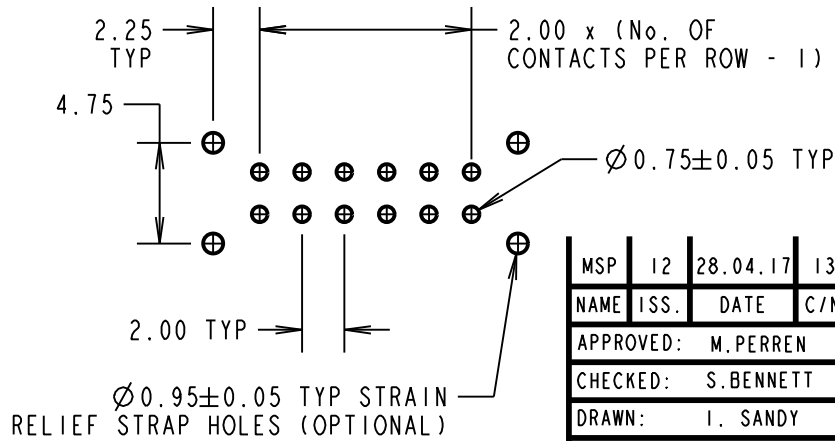 2.25
TYP
2.00 x (No. OF
CONTACTS PER ROW - 1)
4.75
Ø 0.75±0.05 TYP
2.00 TYP
Ø 0.95±0.05 TYP STRAIN
RELIEF STRAP HOLES (OPTIONAL)
MSP 12 28.04.17 13
NAME ISS. DATE
APPROVED: M.PERREN
CHECKED: S.BENNETT
DRAWN: I. SANDY